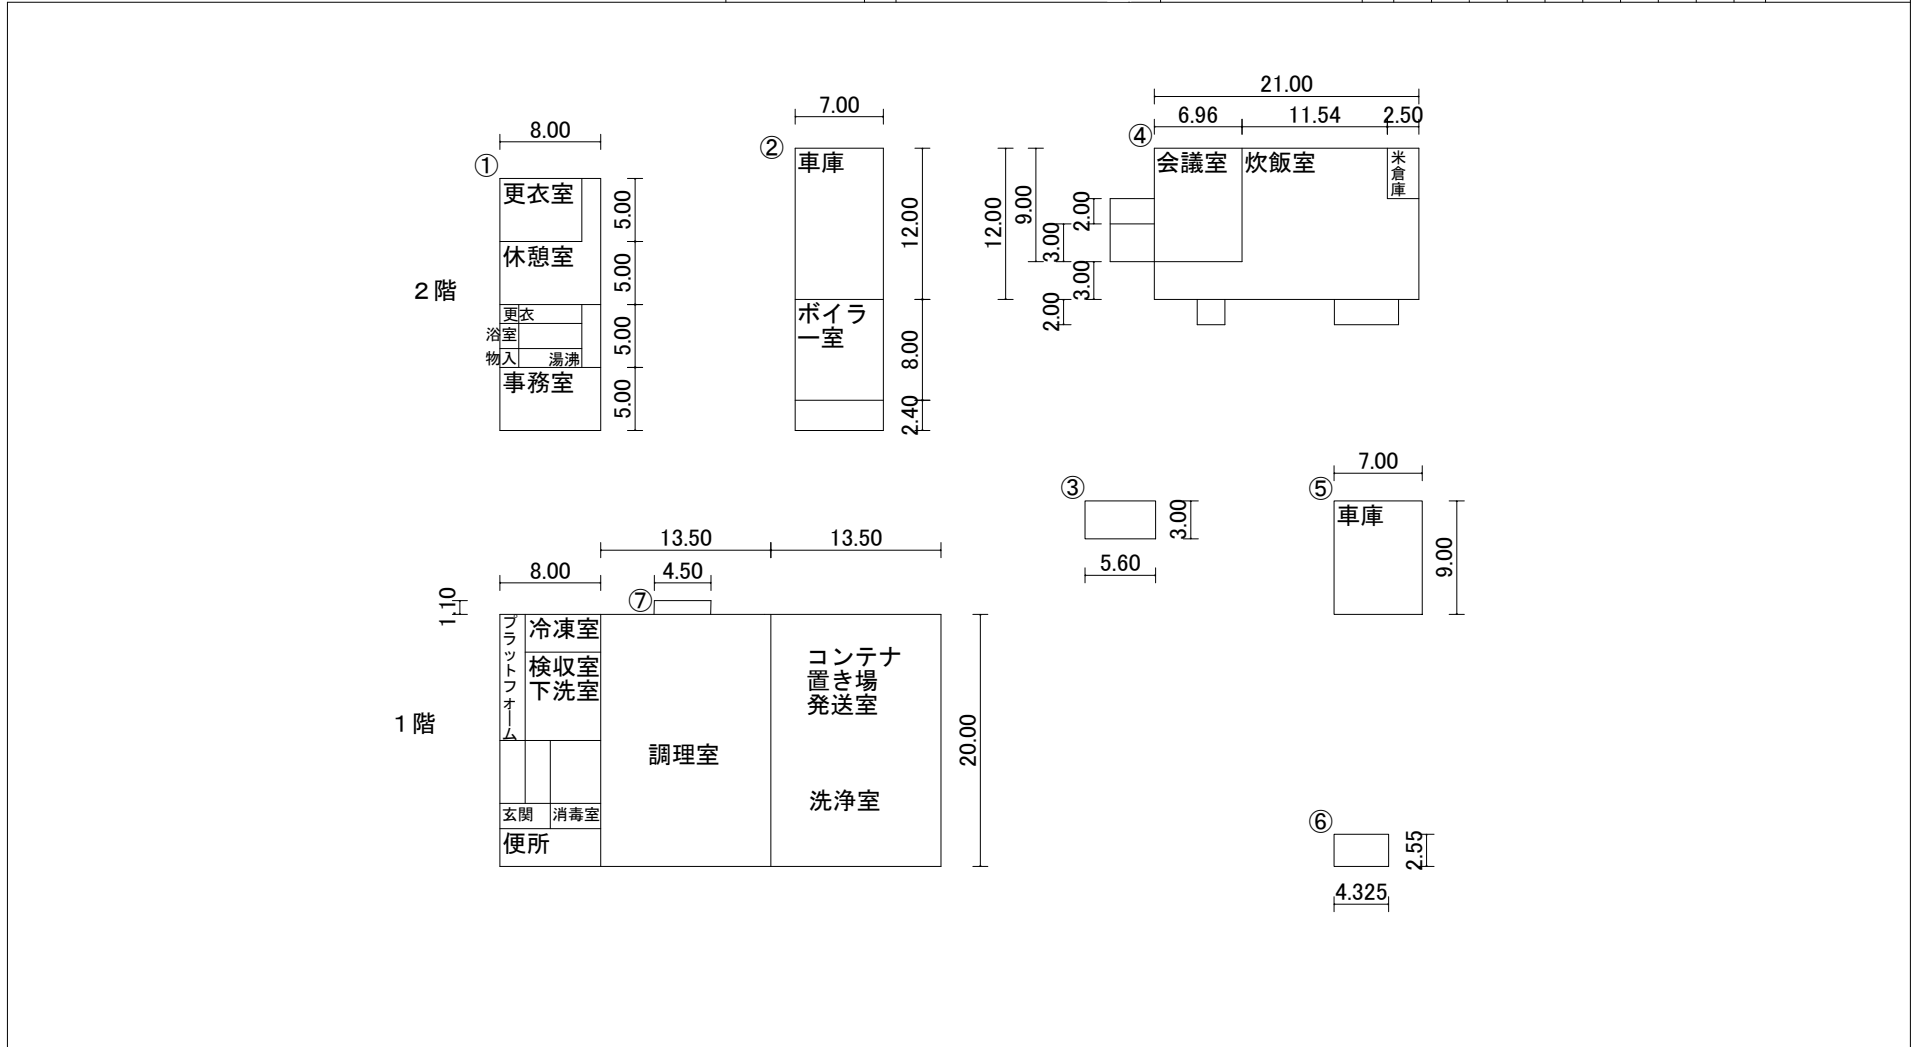 8.00
①
更衣室
休憩室
更衣
浴室
物入
湯沸
事務室
5.00
5.00
5.00
5.00
2階
7.00
②
車庫
ボイラ
ー室
12.00
8.00
2.40
21.00
6.96
11.54
2.50
④
会議室
炊飯室
米倉庫
12.00
9.00
3.00
2.00
3.00
2.00
③
3.00
5.60
7.00
⑤
車庫
9.00
13.50
13.50
8.00
4.50
1.10
⑦
プラットフォーム
冷凍室
検収室
下洗室
玄関
消毒室
便所
調理室
コンテナ
置き場
発送室
洗浄室
20.00
1階
⑥
2.55
4.325